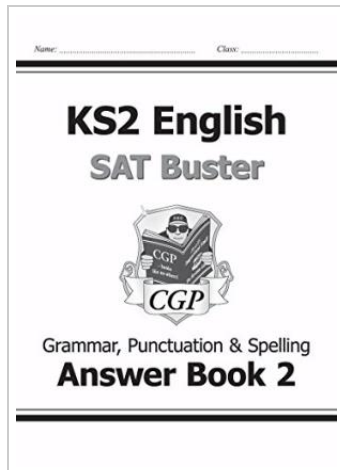 Name: ........................................ Class: ........................
KS2 English
SAT Buster
CGP
CGP
Grammar, Punctuation & Spelling
Answer Book 2